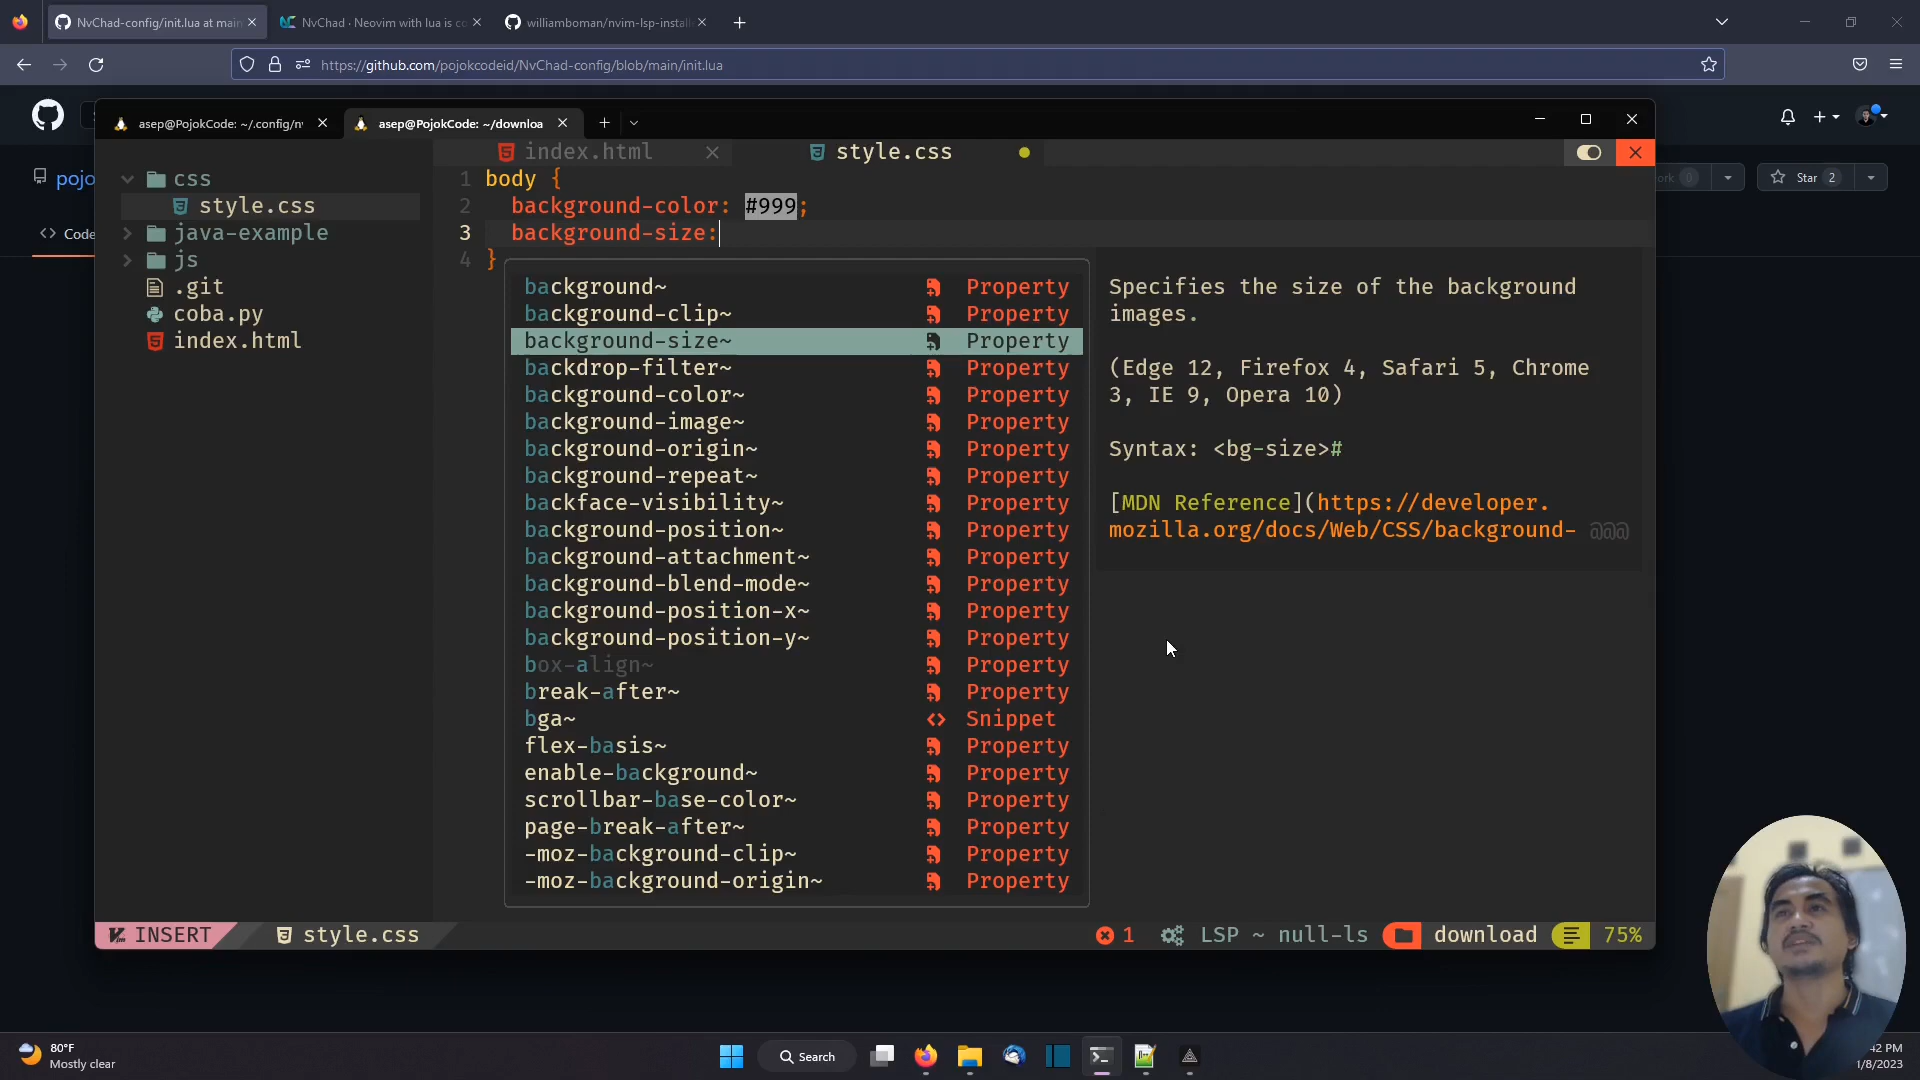 NvChad-config/init.lua at main
NvChad · Neovim with lua is co
williamboman/nvim-lsp-install
https://github.com/pojokcodeid/NvChad-config/blob/main/init.lua
asep@PojokCode: ~/.config/nv
asep@PojokCode: ~/downloa
pojo
Star 2
Code
index.html
style.css
css
style.css
java-example
js
.git
coba.py
index.html
1 body {
2 background-color: #999;
3 background-size:
4 }
background~ Property
background-clip~ Property
background-size~ Property
backdrop-filter~ Property
background-color~ Property
background-image~ Property
background-origin~ Property
background-repeat~ Property
backface-visibility~ Property
background-position~ Property
background-attachment~ Property
background-blend-mode~ Property
background-position-x~ Property
background-position-y~ Property
box-align~ Property
break-after~ Property
bga~ Snippet
flex-basis~ Property
enable-background~ Property
scrollbar-base-color~ Property
page-break-after~ Property
-moz-background-clip~ Property
-moz-background-origin~ Property
Specifies the size of the background
images.
(Edge 12, Firefox 4, Safari 5, Chrome
3, IE 9, Opera 10)
Syntax: <bg-size>#
[MDN Reference](https://developer.
mozilla.org/docs/Web/CSS/background- @@@
INSERT style.css
1 LSP ~ null-ls download 75%
80°F
Mostly clear
Search
1/8/2023